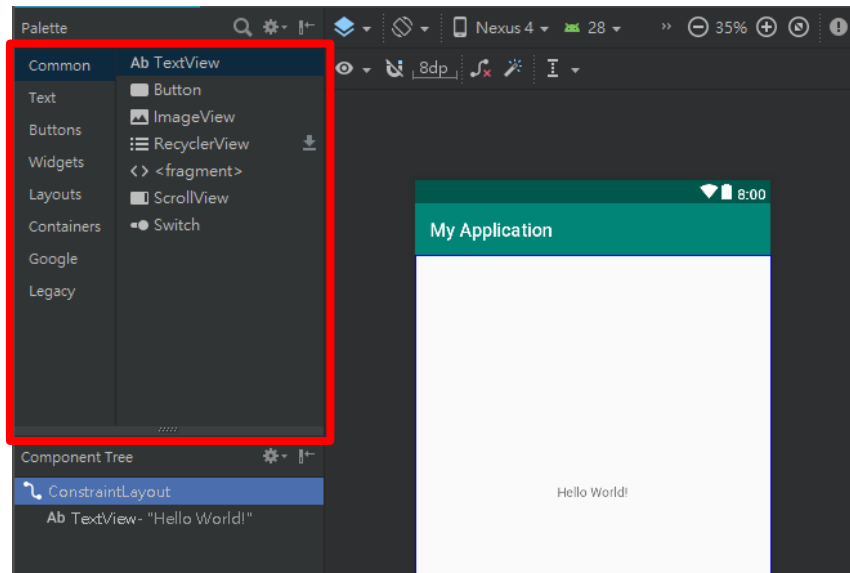 Palette
Nexus 4
28
35%
Common
Text
Buttons
Widgets
Layouts
Containers
Google
Legacy
Ab TextView
Button
ImageView
RecyclerView
<fragment>
ScrollView
Switch
8dp
8:00
My Application
Hello World!
Component Tree
ConstraintLayout
Ab TextView- "Hello World!"